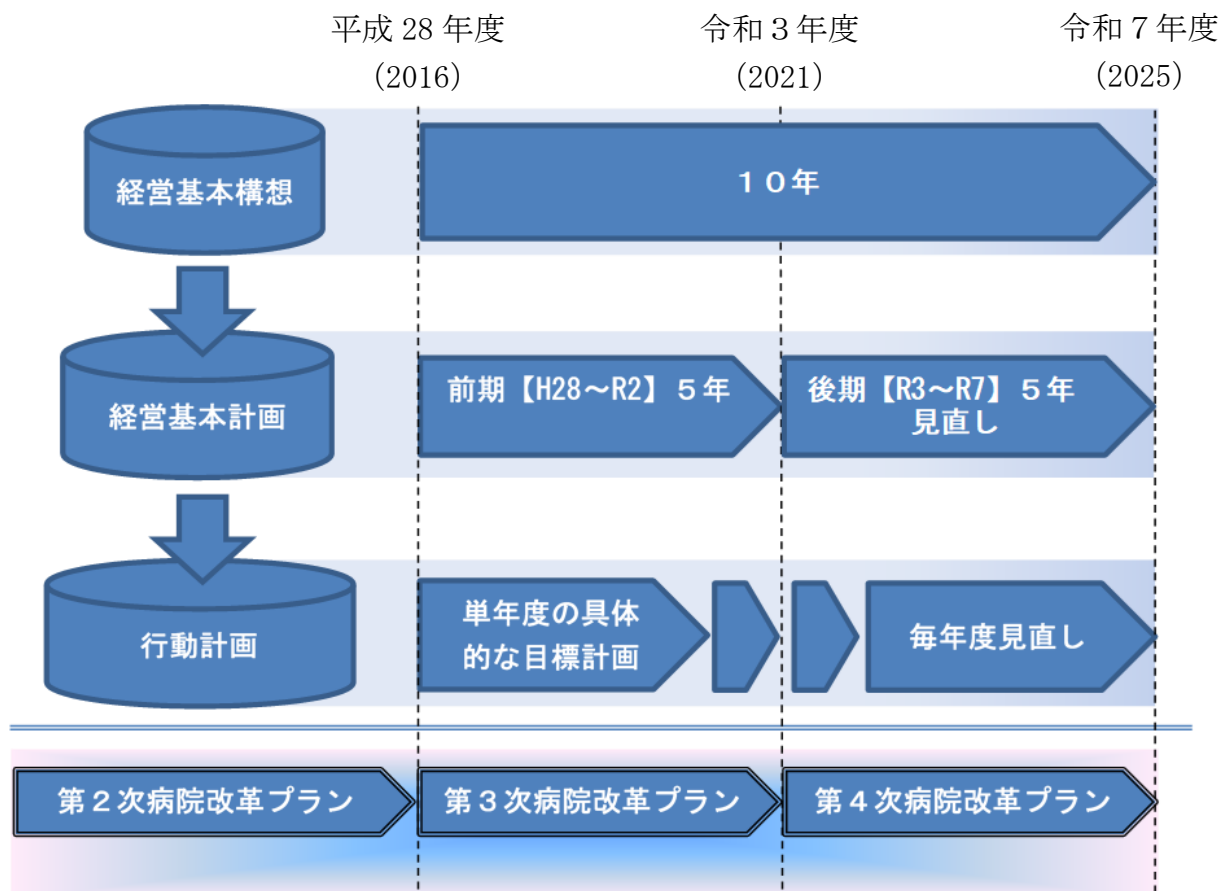 平成 28 年度
（2016）
令和３年度
（2021）
令和７年度
（2025）
経営基本構想
１０年
経営基本計画
前期【H28～R2】５年
後期【R3～R7】５年
見直し
行動計画
単年度の具体
的な目標計画
毎年度見直し
第２次病院改革プラン
第３次病院改革プラン
第４次病院改革プラン